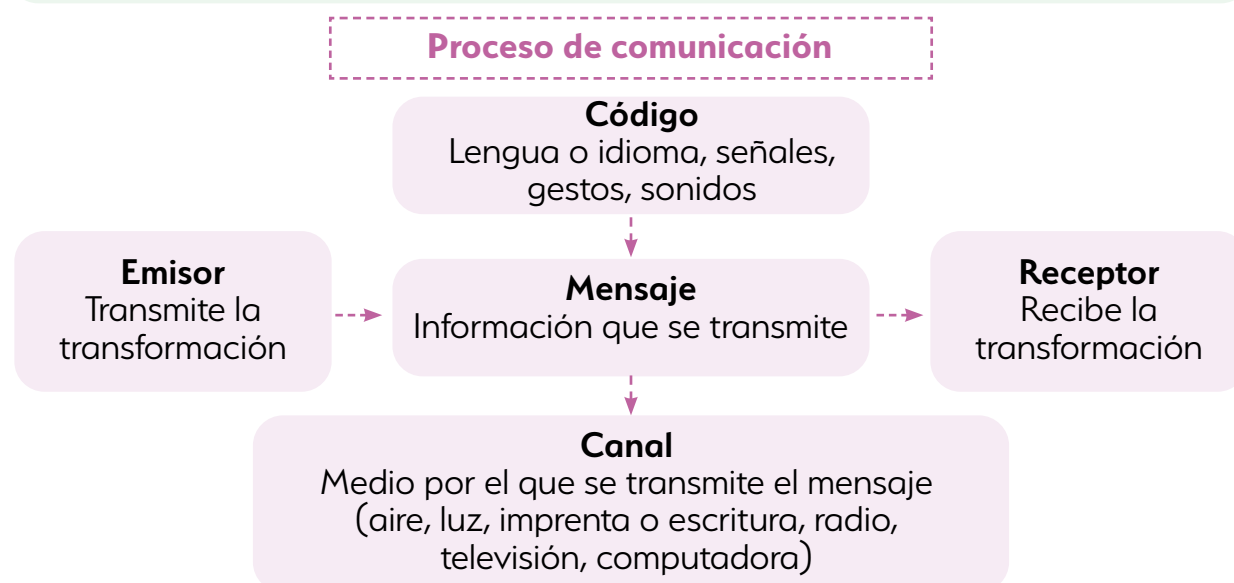 Proceso de comunicación
Código
Lengua o idioma, señales,
gestos, sonidos
Emisor
Transmite la
transformación
Mensaje
Información que se transmite
Receptor
Recibe la
transformación
Canal
Medio por el que se transmite el mensaje
(aire, luz, imprenta o escritura, radio,
televisión, computadora)